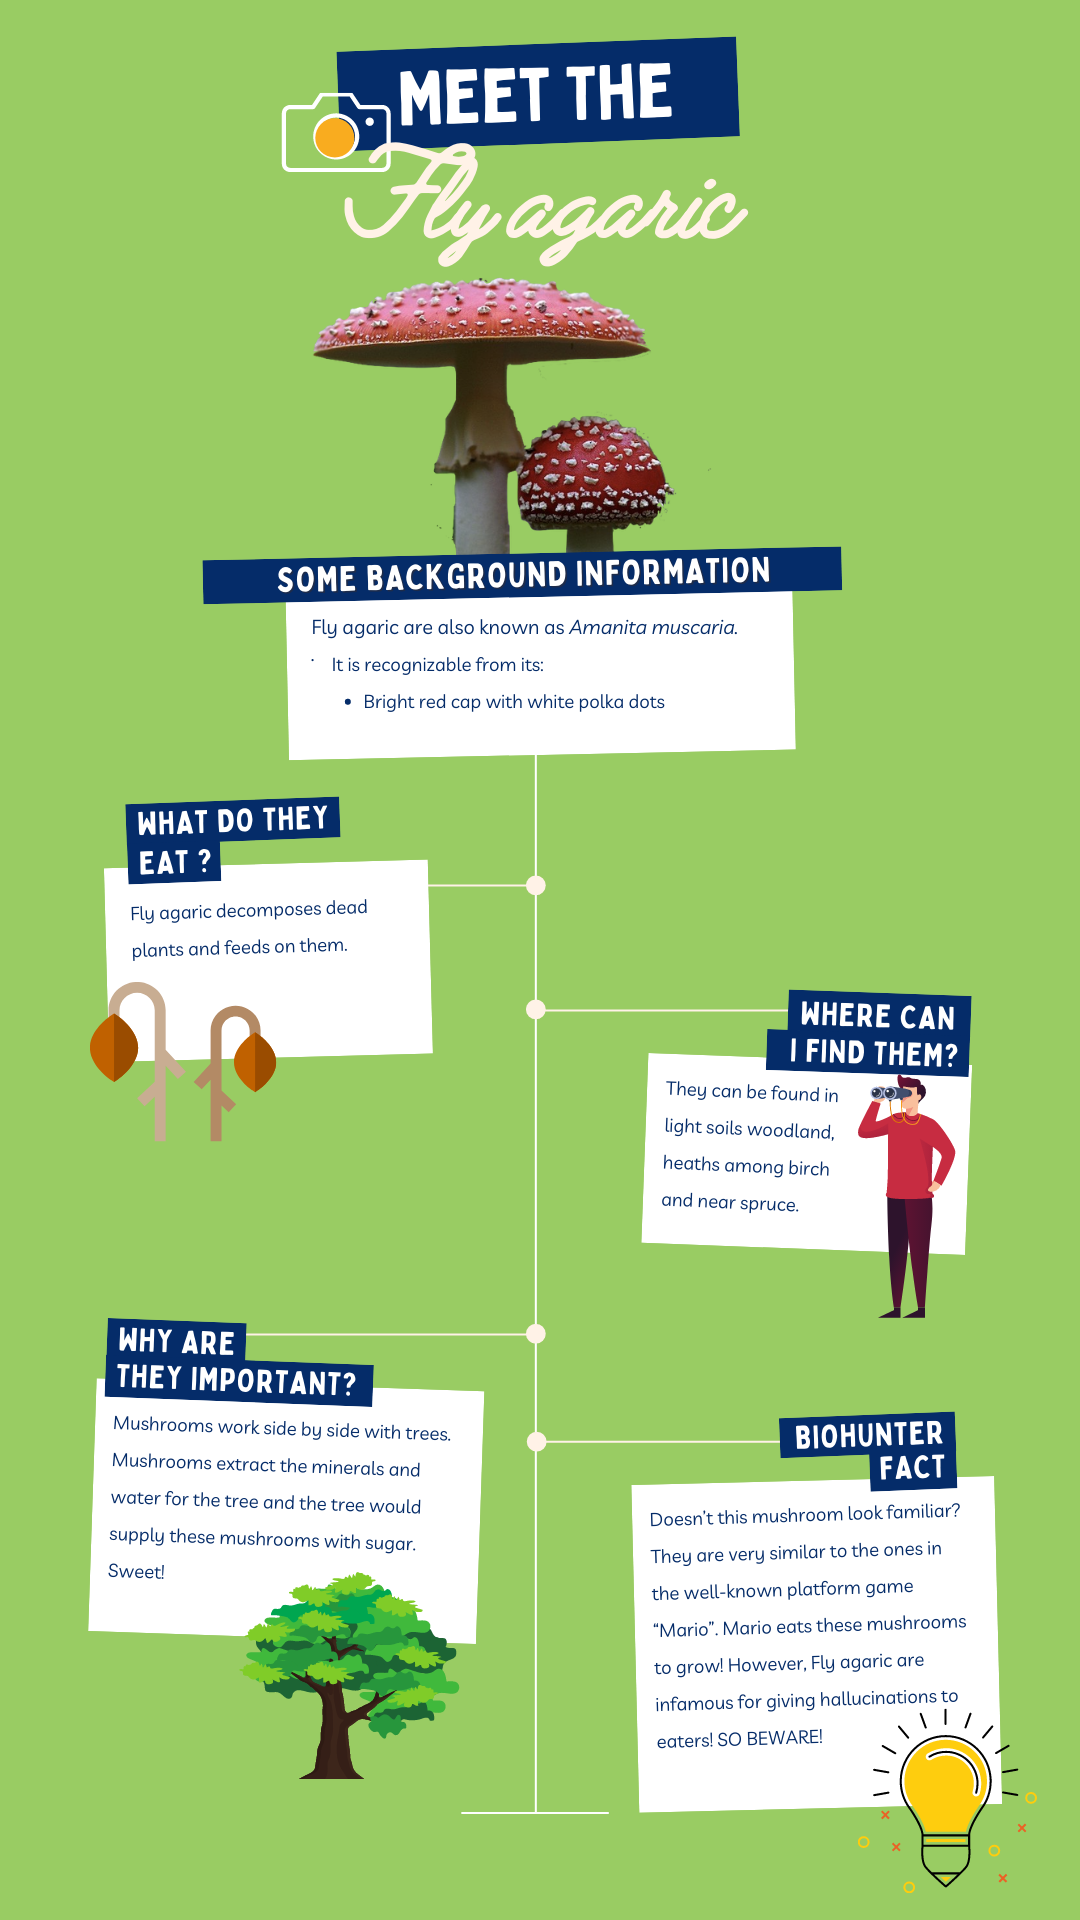 MEET THE
Fly agaric
SOME BACKGROUND INFORMATION
Fly agaric are also known as Amanita muscaria.
· It is recognizable from its:
• Bright red cap with white polka dots
WHAT DO THEY
EAT ?
Fly agaric decomposes dead
plants and feeds on them.
WHERE CAN
I FIND THEM?
They can be found in
light soils woodland,
heaths among birch
and near spruce.
WHY ARE
THEY IMPORTANT?
Mushrooms work side by side with trees.
Mushrooms extract the minerals and
water for the tree and the tree would
supply these mushrooms with sugar.
Sweet!
BIOHUNTER
FACT
Doesn't this mushroom look familiar?
They are very similar to the ones in
the well-known platform game
“Mario”. Mario eats these mushrooms
to grow! However, Fly agaric are
infamous for giving hallucinations to
eaters! SO BEWARE!